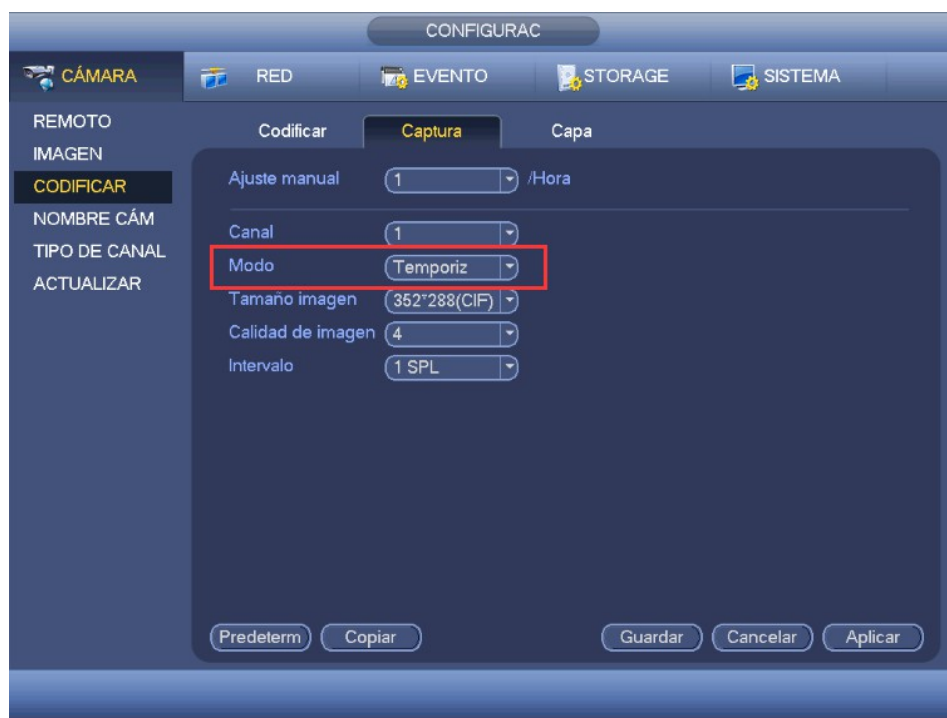 CONFIGURAC
CÁMARA RED EVENTO STORAGE SISTEMA
REMOTO
IMAGEN
CODIFICAR
NOMBRE CÁM
TIPO DE CANAL
ACTUALIZAR
Codificar Captura Capa
Ajuste manual 1 /Hora
Canal 1
Modo Temporiz
Tamaño imagen 352*288(CIF)
Calidad de imagen 4
Intervalo 1 SPL
Predeterm Copiar Guardar Cancelar Aplicar